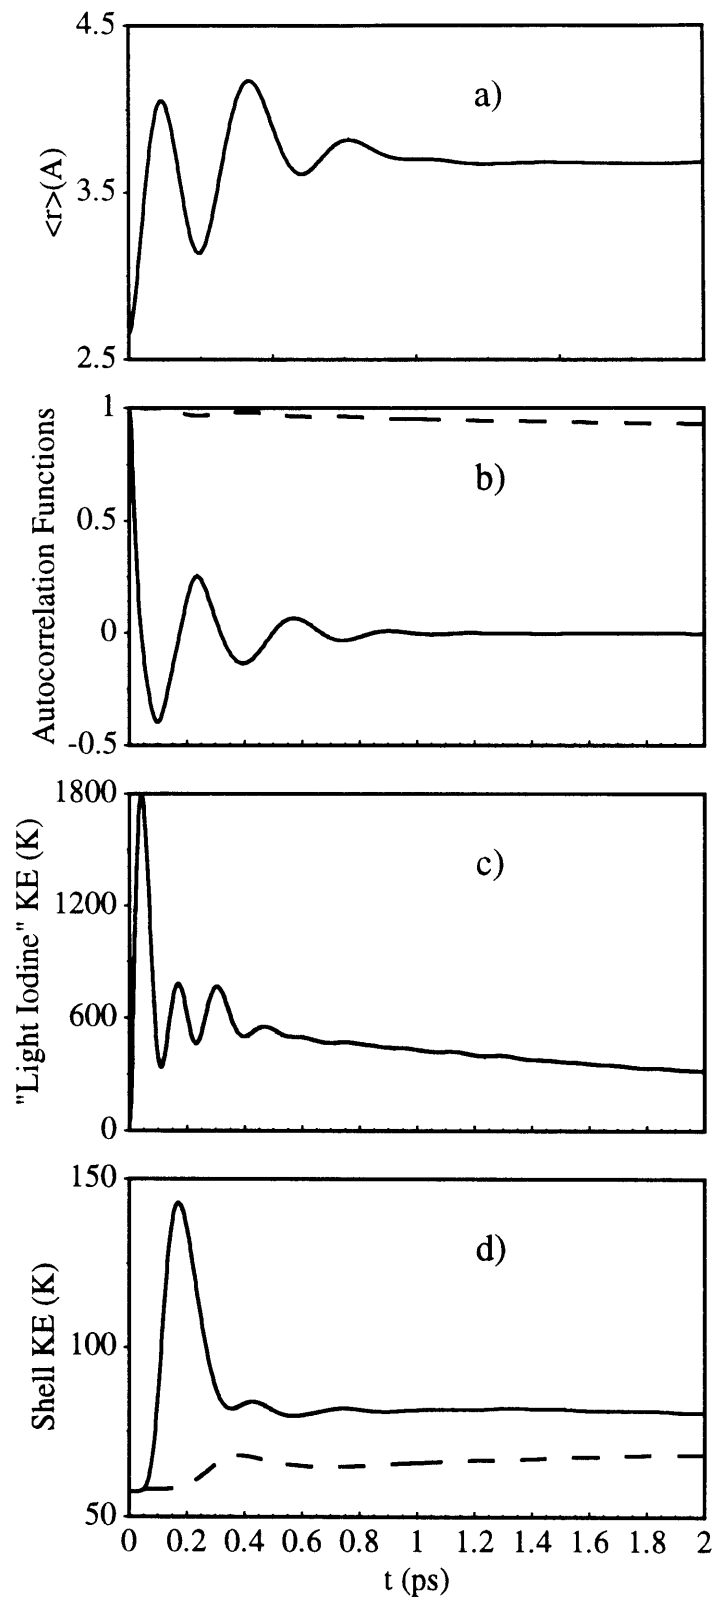 4.5
3.5
2.5
<r>(A)
a)
1
0.5
0
-0.5
Autocorrelation Functions
b)
1800
1200
600
0
"Light Iodine" KE (K)
c)
150
100
50
Shell KE (K)
d)
0 0.2 0.4 0.6 0.8 1 1.2 1.4 1.6 1.8 2
t (ps)